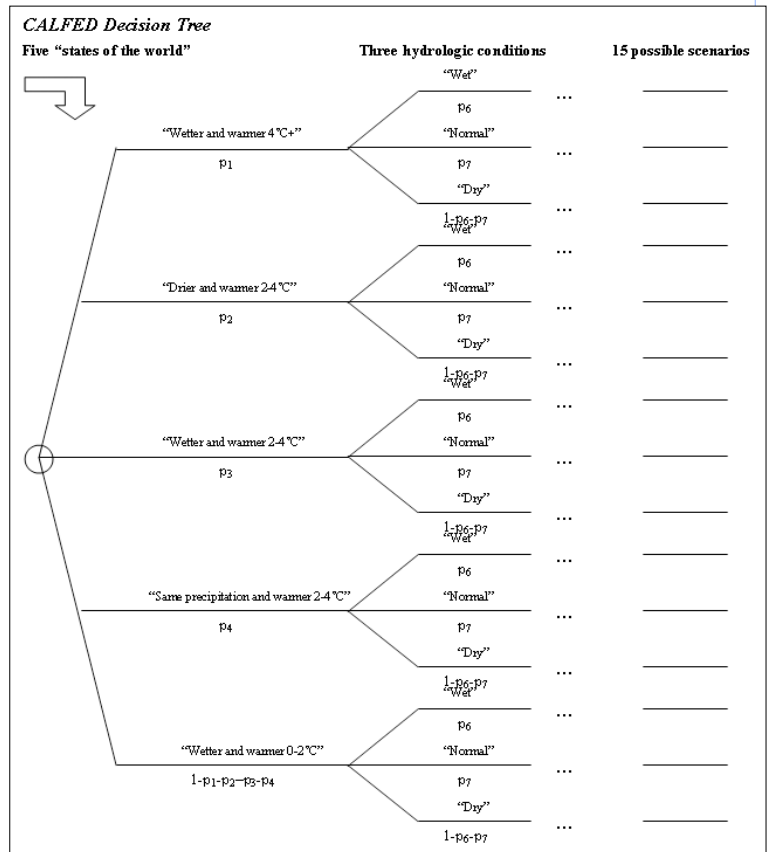 CALFED Decision Tree
Five “states of the world” Three hydrologic conditions 15 possible scenarios
“Wet”
...
p6
“Wetter and warmer 4°C+” “Normal”
...
p1 p7
“Dry”
...
1-p6-p7
“Wet”
...
p6
“Drier and warmer 2-4°C” “Normal”
...
p2 p7
“Dry”
...
1-p6-p7
“Wet”
...
p6
“Wetter and warmer 2-4°C” “Normal”
...
p3 p7
“Dry”
...
1-p6-p7
“Wet”
...
p6
“Same precipitation and warmer 2-4°C” “Normal”
...
p4 p7
“Dry”
...
1-p6-p7
“Wet”
...
p6
“Wetter and warmer 0-2°C” “Normal”
...
1-p1-p2–p3-p4 p7
“Dry”
...
1-p6-p7